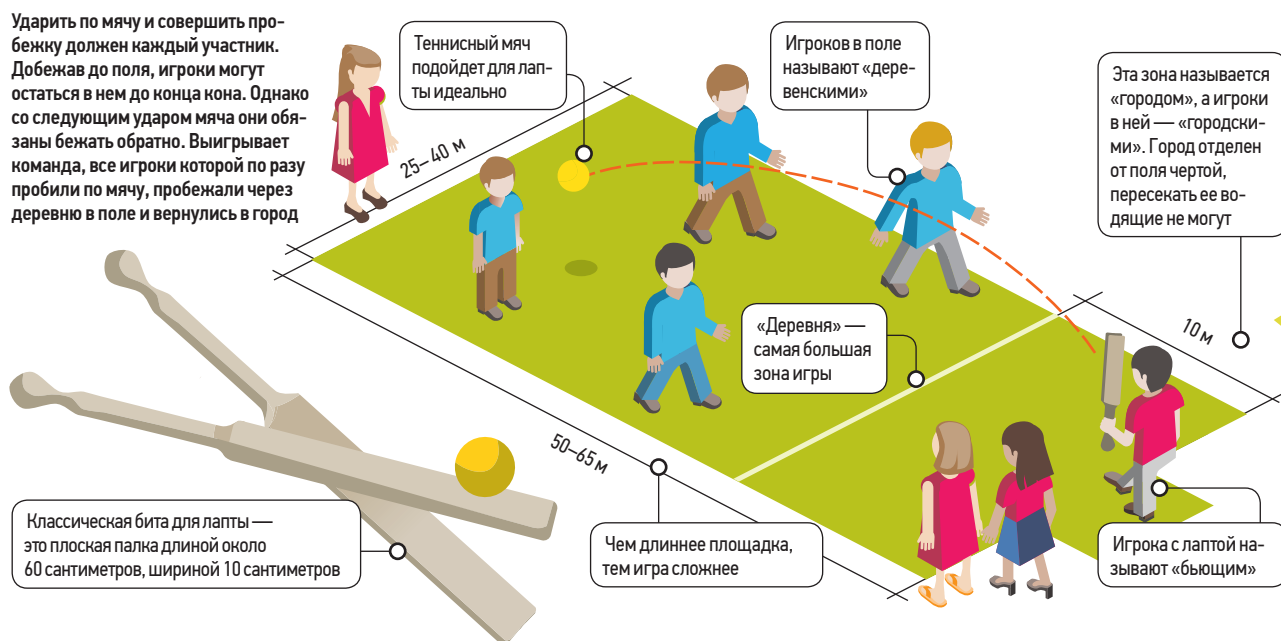 Ударить по мячу и совершить про-
бежку должен каждый участник.
Добежав до поля, игроки могут
остаться в нем до конца кона. Однако
со следующим ударом мяча они обя-
заны бежать обратно. Выигрывает
команда, все игроки которой по разу
пробили по мячу, пробежали через
деревню в поле и вернулись в город
25–40 м
Теннисный мяч
подойдет для лап-
ты идеально
Игроков в поле
называют «дере-
венскими»
Эта зона называется
«городом», а игроки
в ней — «городски-
ми». Город отделен
от поля чертой,
пересекать ее во-
дящие не могут
«Деревня» —
самая большая
зона игры
10 м
50–65 м
Классическая бита для лапты —
это плоская палка длиной около
60 сантиметров, шириной 10 сантиметров
Чем длиннее площадка,
тем игра сложнее
Игрока с лаптой на-
зывают «бьющим»